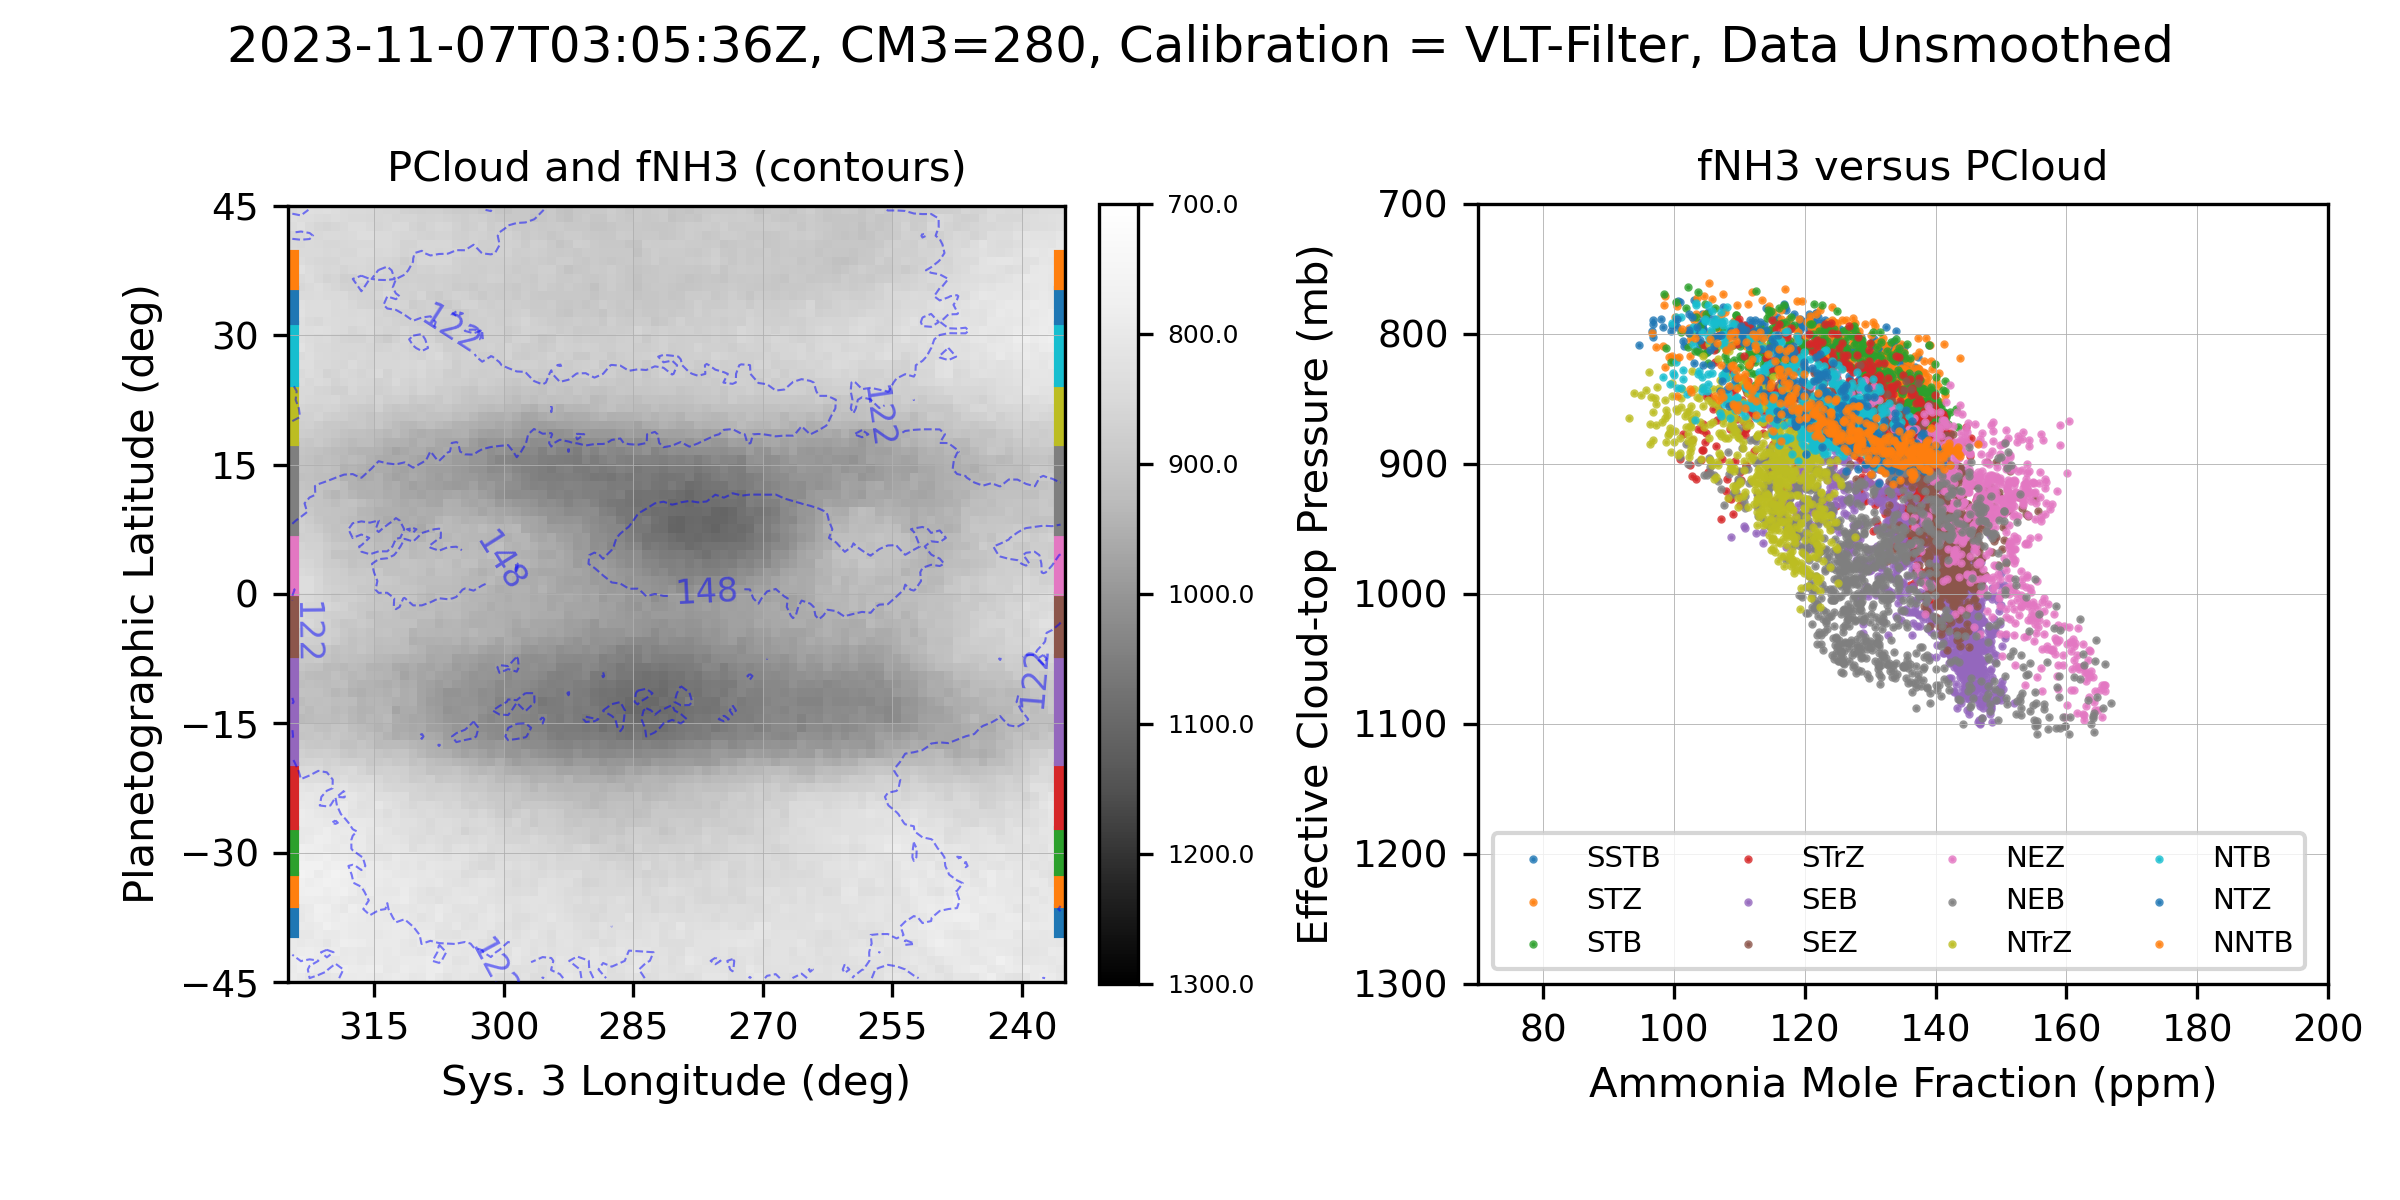 2023-11-07T03:05:36Z, CM3=280, Calibration = VLT-Filter, Data Unsmoothed
PCloud and fNH3 (contours)
45
30
15
0
−15
−30
−45
Planetographic Latitude (deg)
315 300 285 270 255 240
Sys. 3 Longitude (deg)
122
122
148
148
122
122
700.0
800.0
900.0
1000.0
1100.0
1200.0
1300.0
fNH3 versus PCloud
700
800
900
1000
1100
1200
1300
Effective Cloud-top Pressure (mb)
SSTB STrZ NEZ NTB
STZ SEB NEB NTZ
STB SEZ NTrZ NNTB
80 100 120 140 160 180 200
Ammonia Mole Fraction (ppm)